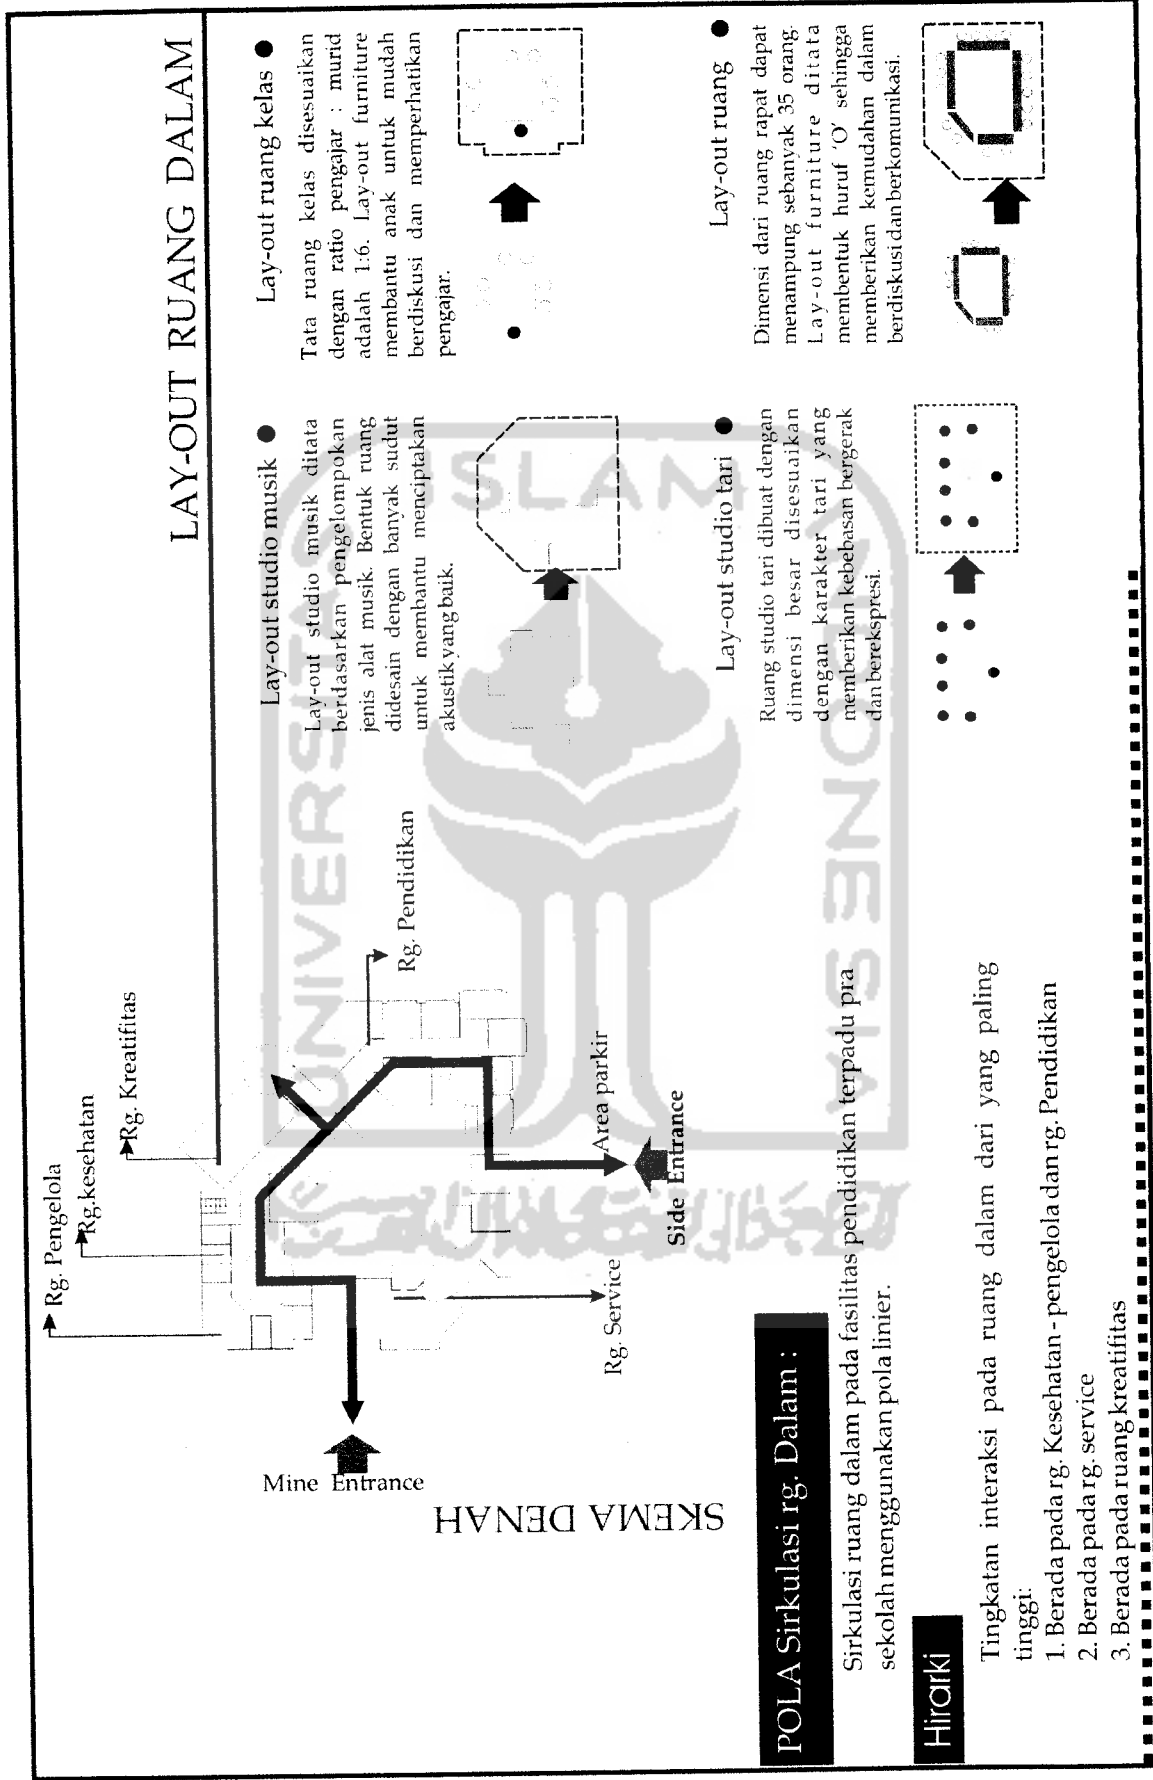 LAY-OUT RUANG DALAM
Rg. Pengelola
Rg.kesehatan
Rg. Kreatifitas
Rg. Pendidikan
Area parkir
Side Entrance
Rg. Service
Mine Entrance
SKEMA DENAH
Lay-out studio musik
Lay-out studio musik ditata
berdasarkan pengelompokan
jenis alat musik. Bentuk ruang
didesain dengan banyak sudut
untuk membantu menciptakan
akustik yang baik.
Lay-out ruang kelas
Tata ruang kelas disesuaikan
dengan ratio pengajar : murid
adalah 1:6. Lay-out furniture
membantu anak untuk mudah
berdiskusi dan memperhatikan
pengajar.
Lay-out studio tari
Ruang studio tari dibuat dengan
dimensi besar disesuaikan
dengan karakter tari yang
memberikan kebebasan bergerak
dan berekspresi.
Lay-out ruang
Dimensi dari ruang rapat dapat
menampung sebanyak 35 orang.
Lay-out furniture ditata
membentuk huruf 'O' sehingga
memberikan kemudahan dalam
berdiskusi dan berkomunikasi.
POLA Sirkulasi rg. Dalam :
Sirkulasi ruang dalam pada fasilitas pendidikan terpadu pra
sekolah menggunakan pola linier.
Hirarki
Tingkatan interaksi pada ruang dalam dari yang paling
tinggi:
1. Berada pada rg. Kesehatan - pengelola dan rg. Pendidikan
2. Berada pada rg. service
3. Berada pada ruang kreatifitas
UNIVERSITAS
ISLAM
INDONESIA